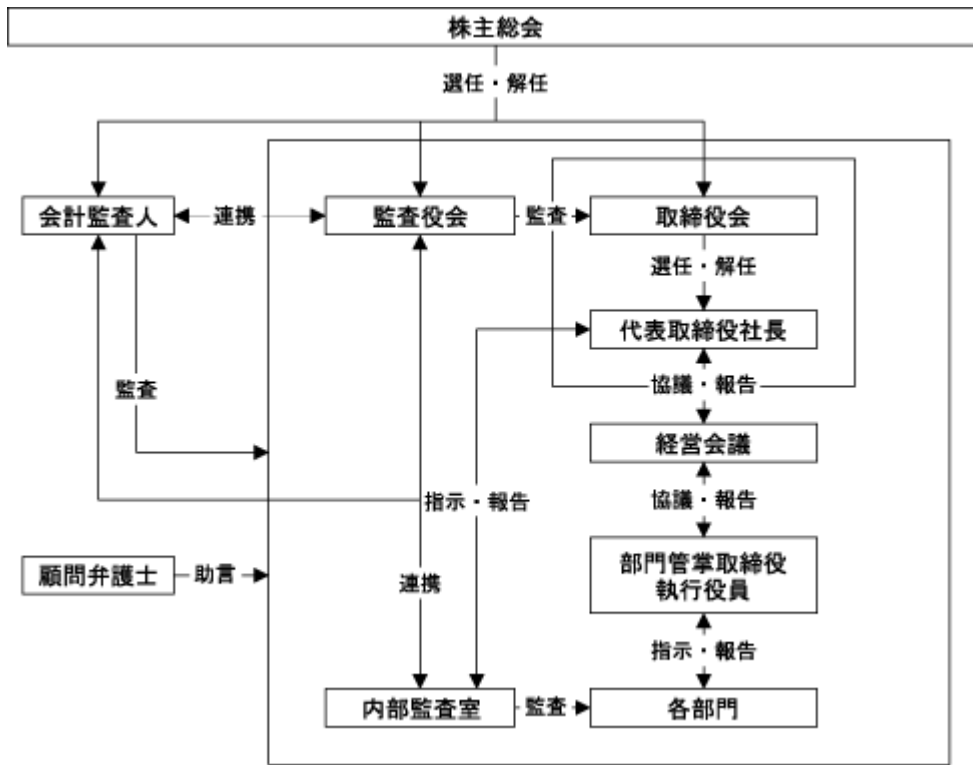 株主総会
選任・解任
会計監査人
連携
監査役会
監査
取締役会
選任・解任
代表取締役社長
監査
協議・報告
経営会議
指示・報告
協議・報告
顧問弁護士
助言
連携
部門管掌取締役
執行役員
指示・報告
内部監査室
監査
各部門